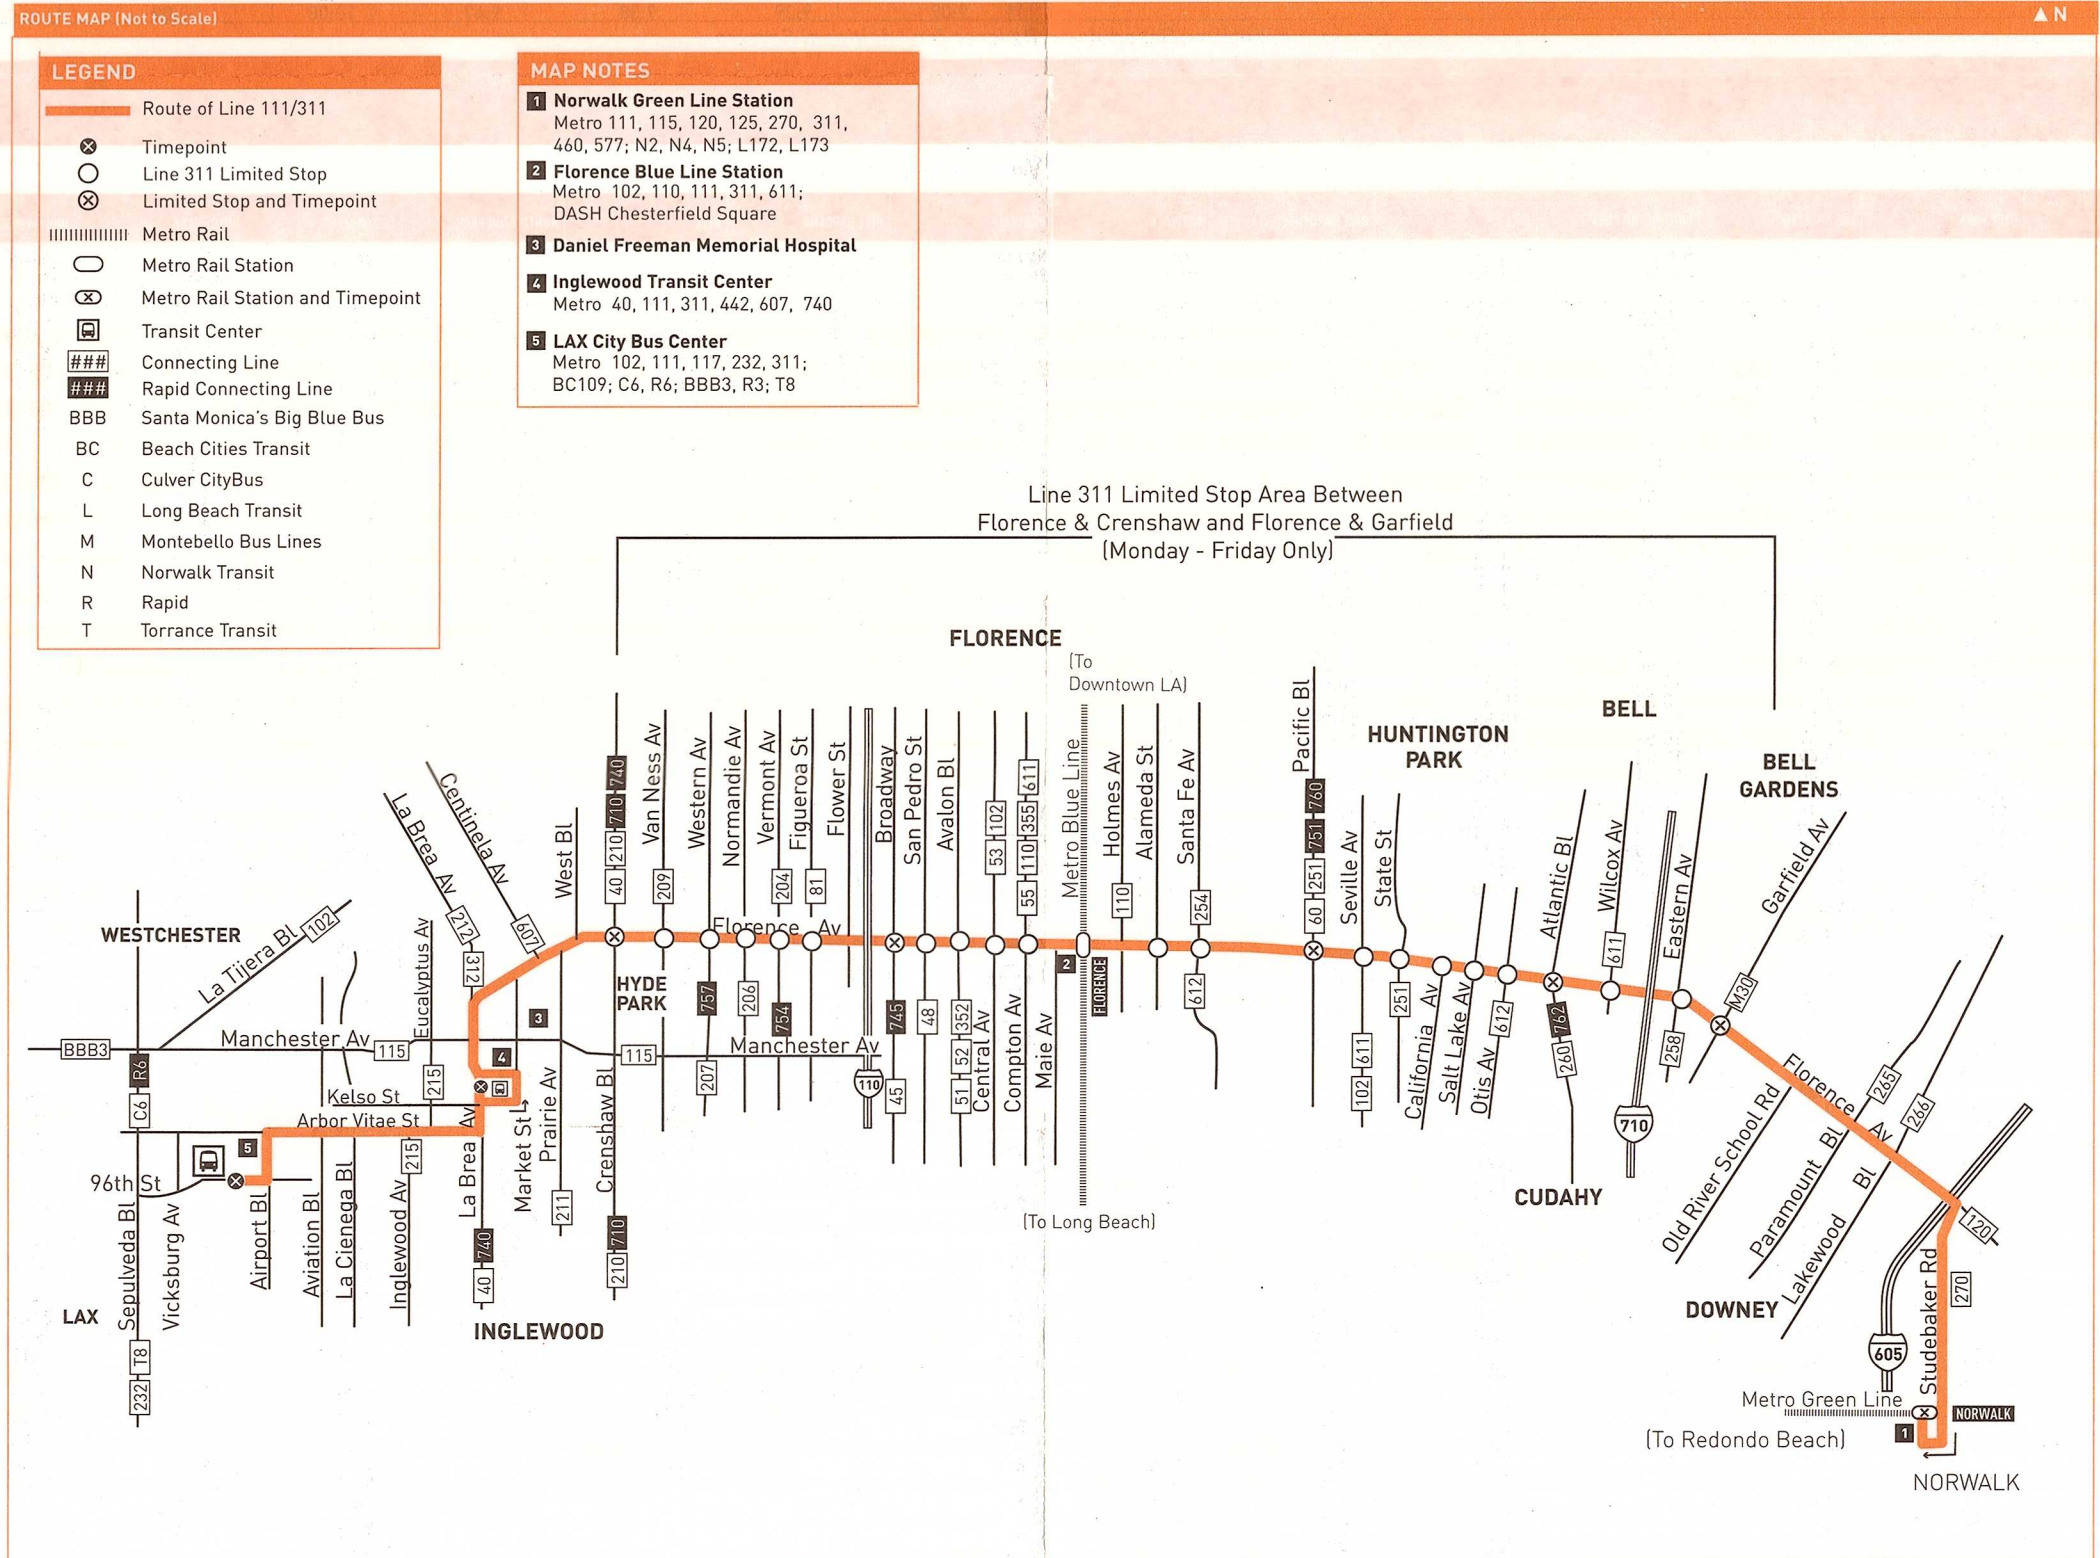 ROUTE MAP (Not to Scale)
▲ N
LEGEND
Route of Line 111/311
Timepoint
Line 311 Limited Stop
Limited Stop and Timepoint
Metro Rail
Metro Rail Station
Metro Rail Station and Timepoint
Transit Center
### Connecting Line
### Rapid Connecting Line
BBB Santa Monica's Big Blue Bus
BC Beach Cities Transit
C Culver CityBus
L Long Beach Transit
M Montebello Bus Lines
N Norwalk Transit
R Rapid
T Torrance Transit
MAP NOTES
1 Norwalk Green Line Station
Metro 111, 115, 120, 125, 270, 311,
460, 577; N2, N4, N5; L172, L173
2 Florence Blue Line Station
Metro 102, 110, 111, 311, 611;
DASH Chesterfield Square
3 Daniel Freeman Memorial Hospital
4 Inglewood Transit Center
Metro 40, 111, 311, 442, 607, 740
5 LAX City Bus Center
Metro 102, 111, 117, 232, 311;
BC109; C6, R6; BBB3, R3; T8
Line 311 Limited Stop Area Between
Florence & Crenshaw and Florence & Garfield
(Monday - Friday Only)
FLORENCE
(To
Downtown LA)
HUNTINGTON
PARK
BELL
BELL
GARDENS
WESTCHESTER
HYDE
PARK
CUDAHY
DOWNEY
LAX
INGLEWOOD
NORWALK
La Tijera Bl
102
La Brea Av
212
312
Centinela Av
607
West Bl
40
210
710
740
Van Ness Av
209
Western Av
757
207
Normandie Av
206
Vermont Av
204
754
Figueroa St
81
Flower St
110
Broadway
745
45
San Pedro St
48
Avalon Bl
352
52
51
53
102
Central Av
55
110
355
611
Compton Av
Maie Av
Metro Blue Line
2
FLORENCE
(To Long Beach)
Holmes Av
110
Alameda St
Santa Fe Av
254
612
Pacific Bl
60
251
751
760
Seville Av
611
102
State St
251
California Av
Salt Lake Av
Otis Av
612
Atlantic Bl
762
260
Wilcox Av
611
710
Eastern Av
258
Garfield Av
M30
Florence Av
Florence Av
Old River School Rd
Paramount Bl
265
Lakewood Bl
266
120
605
Studebaker Rd
270
Metro Green Line
NORWALK
1
(To Redondo Beach)
BBB3
Manchester Av
115
115
Manchester Av
Eucalyptus Av
215
3
4
Kelso St
Arbor Vitae St
5
96th St
R6
C6
Sepulveda Bl
T8
232
Vicksburg Av
Airport Bl
Aviation Bl
La Cienega Bl
215
Inglewood Av
La Brea Av
740
40
Market St
Prairie Av
211
Crenshaw Bl
710
210